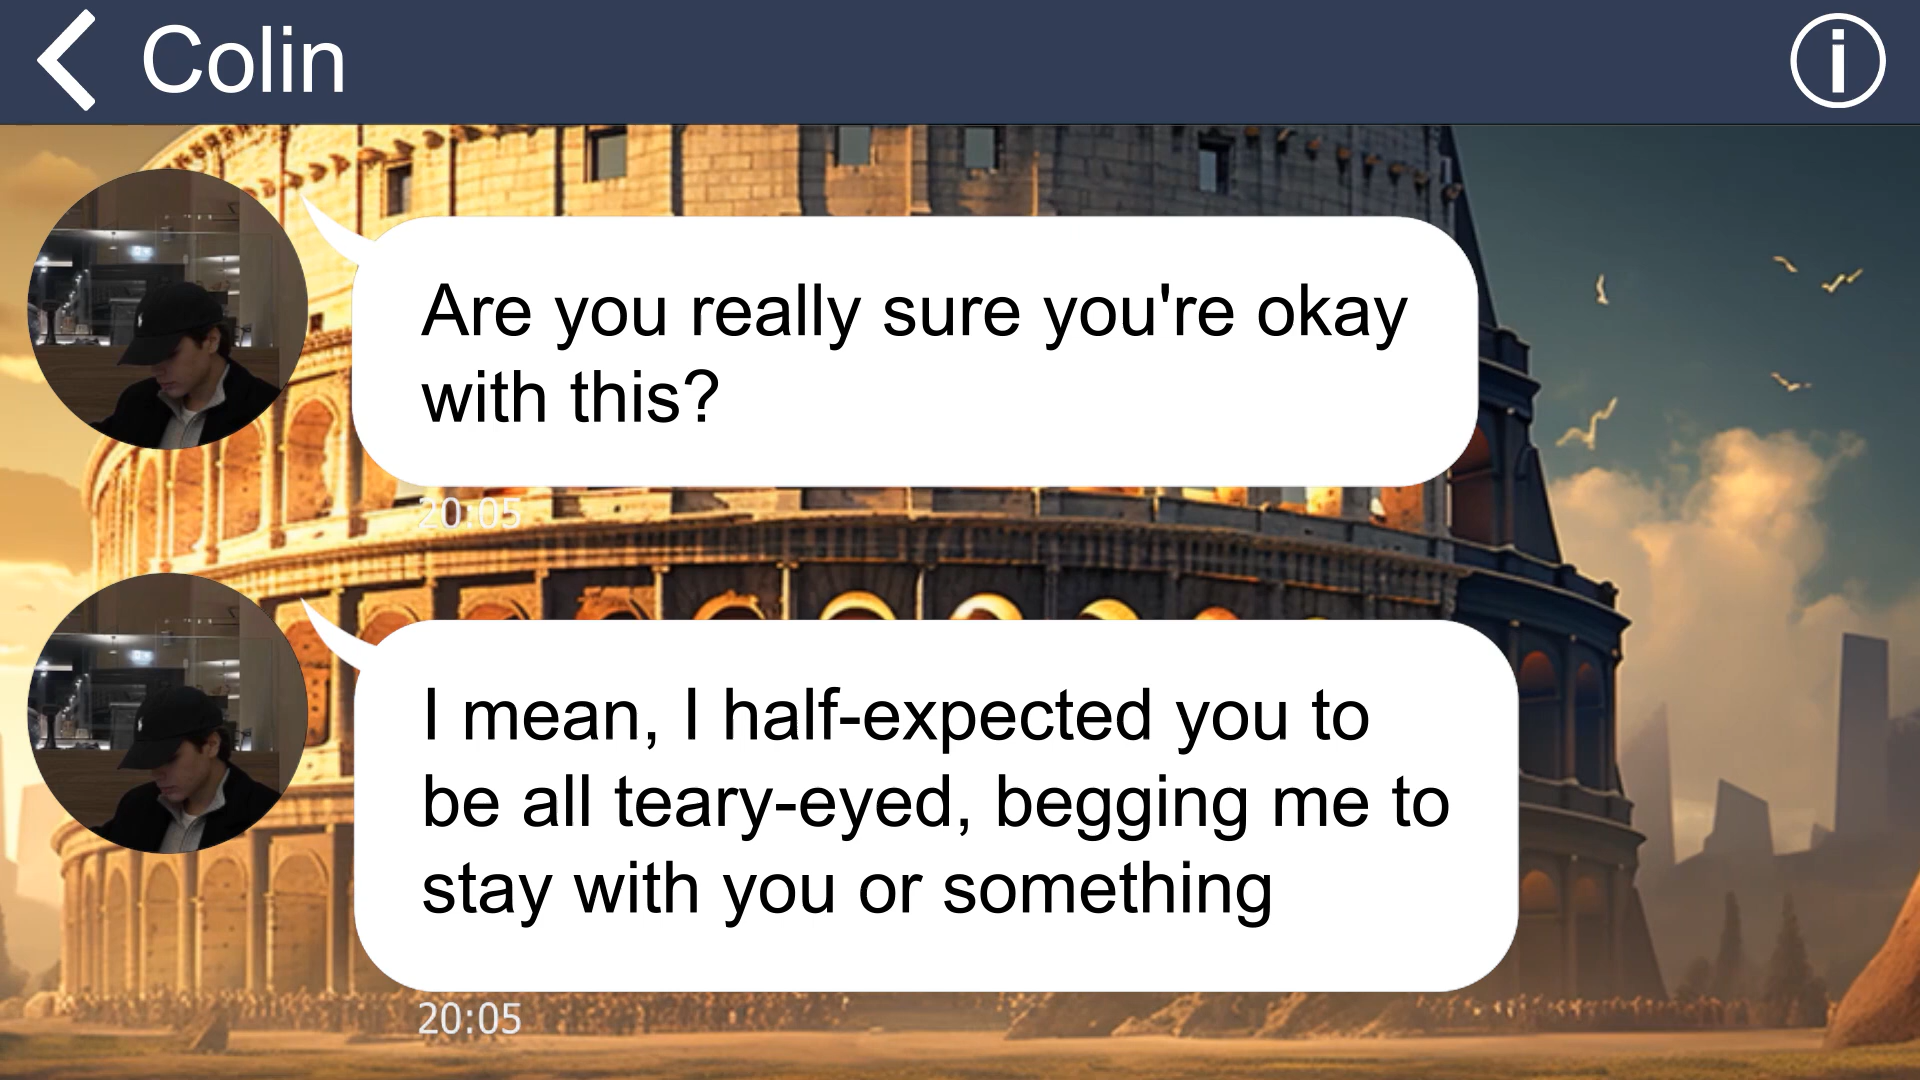 Colin
Are you really sure you're okay
with this?
20:05
I mean, I half-expected you to
be all teary-eyed, begging me to
stay with you or something
20:05